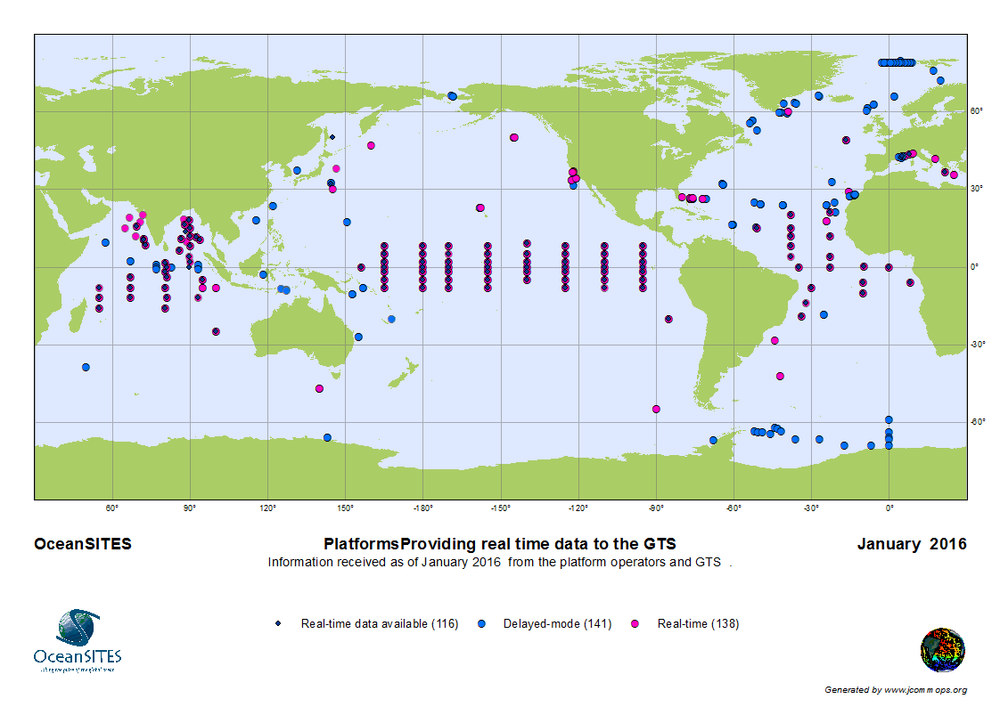 60°
30°
0°
-30°
-60°
60° 90° 120° 150° -180° -150° -120° -90° -60° -30° 0°
OceanSITES PlatformsProviding real time data to the GTS January 2016
Information received as of January 2016 from the platform operators and GTS .
Real-time data available (116) Delayed-mode (141) Real-time (138)
OceanSITES
Generated by www.jcommops.org